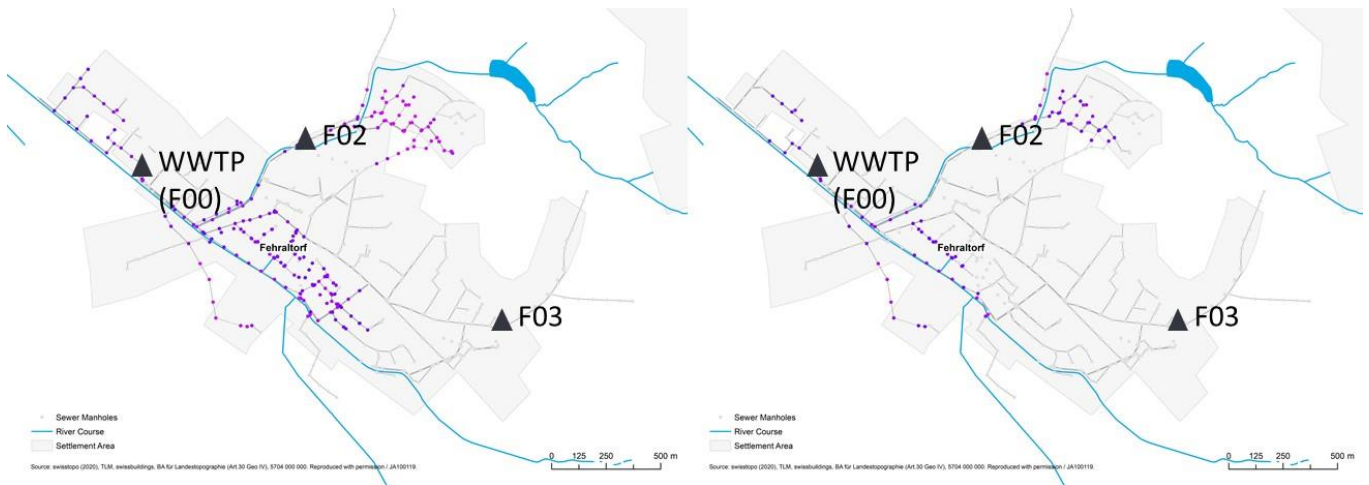 F02
WWTP
(F00)
Fehraltorf
F03
Sewer Manholes
River Course
Settlement Area
0 125 250 500 m
Source: swisstopo (2020), TLM, swissbuildings, BA für Landestopographie (Art.30 Geo IV), 5704 000 000. Reproduced with permission / JA100119.
F02
WWTP
(F00)
Fehraltorf
F03
Sewer Manholes
River Course
Settlement Area
0 125 250 500 m
Source: swisstopo (2020), TLM, swissbuildings, BA für Landestopographie (Art.30 Geo IV), 5704 000 000. Reproduced with permission / JA100119.